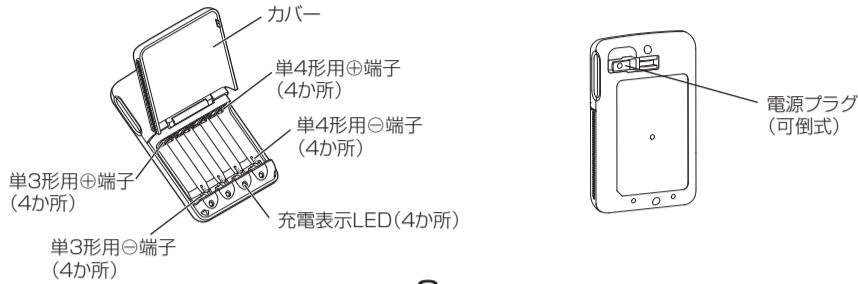 カバー
単4形用⊕端子
(4か所)
単4形用⊖端子
(4か所)
単3形用⊕端子
(4か所)
充電表示LED(4か所)
単3形用⊖端子
(4か所)
電源プラグ
(可倒式)